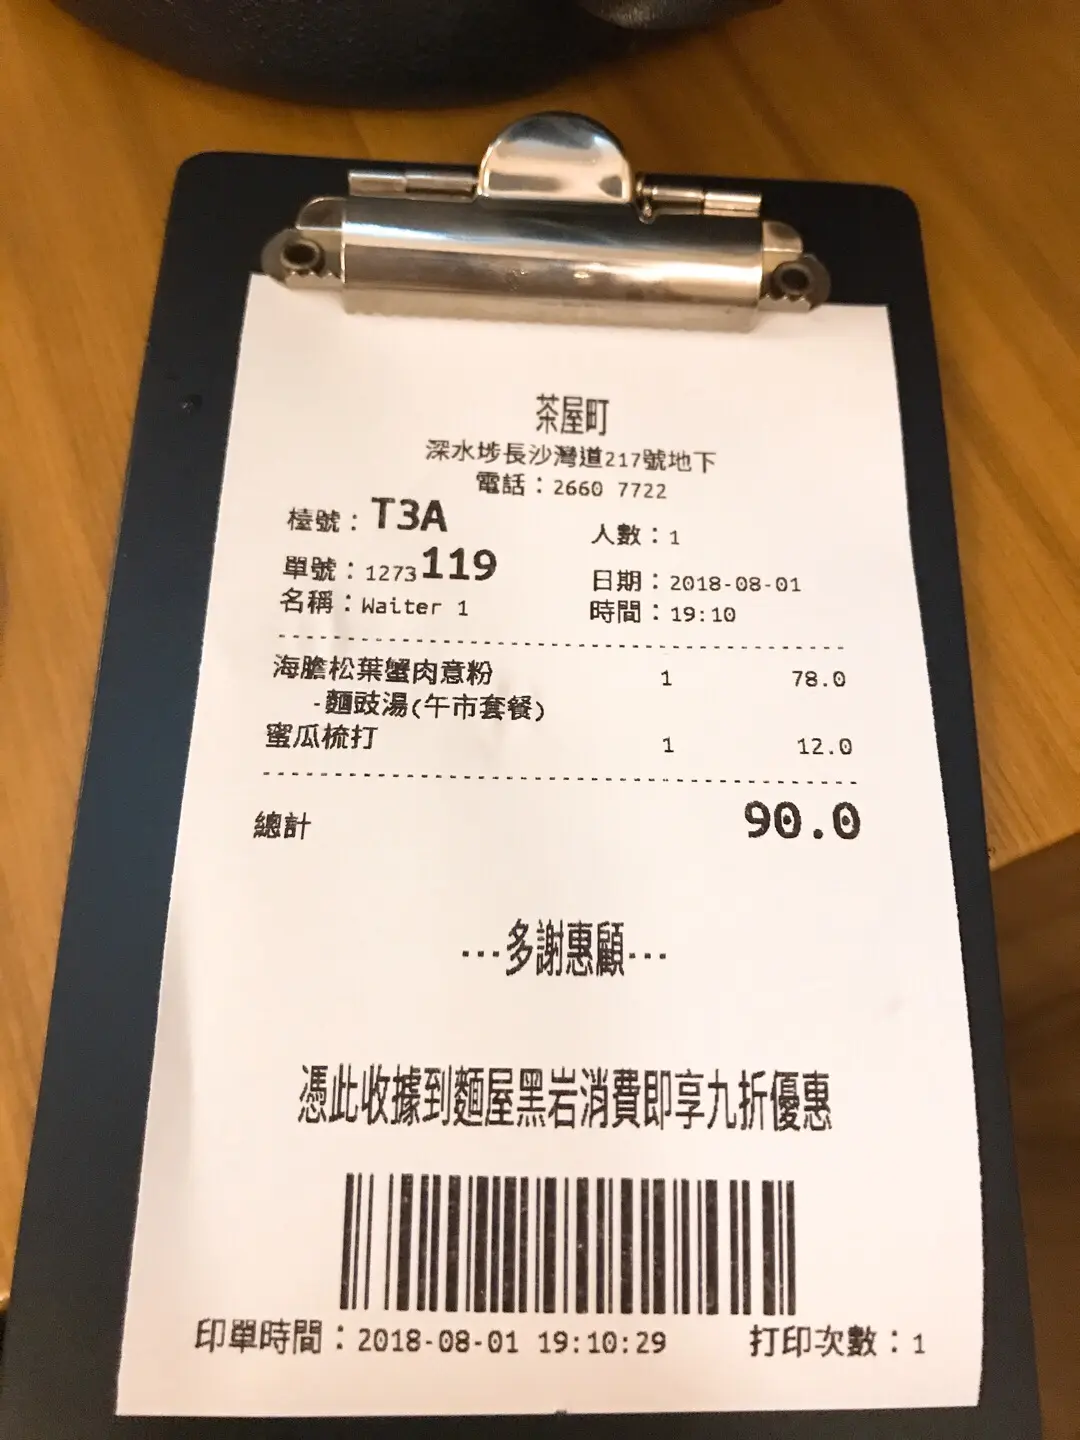 茶屋町
深水埗長沙灣道217號地下
電話：2660 7722
檯號：T3A
人數：1
單號：1273119
日期：2018-08-01
名稱：Waiter 1
時間：19:10
海膽松葉蟹肉意粉 1 78.0
-麵豉湯(午市套餐)
蜜瓜梳打 1 12.0
總計 90.0
---多謝惠顧---
憑此收據到麵屋黑岩消費即享九折優惠
印單時間：2018-08-01 19:10:29 打印次數：1